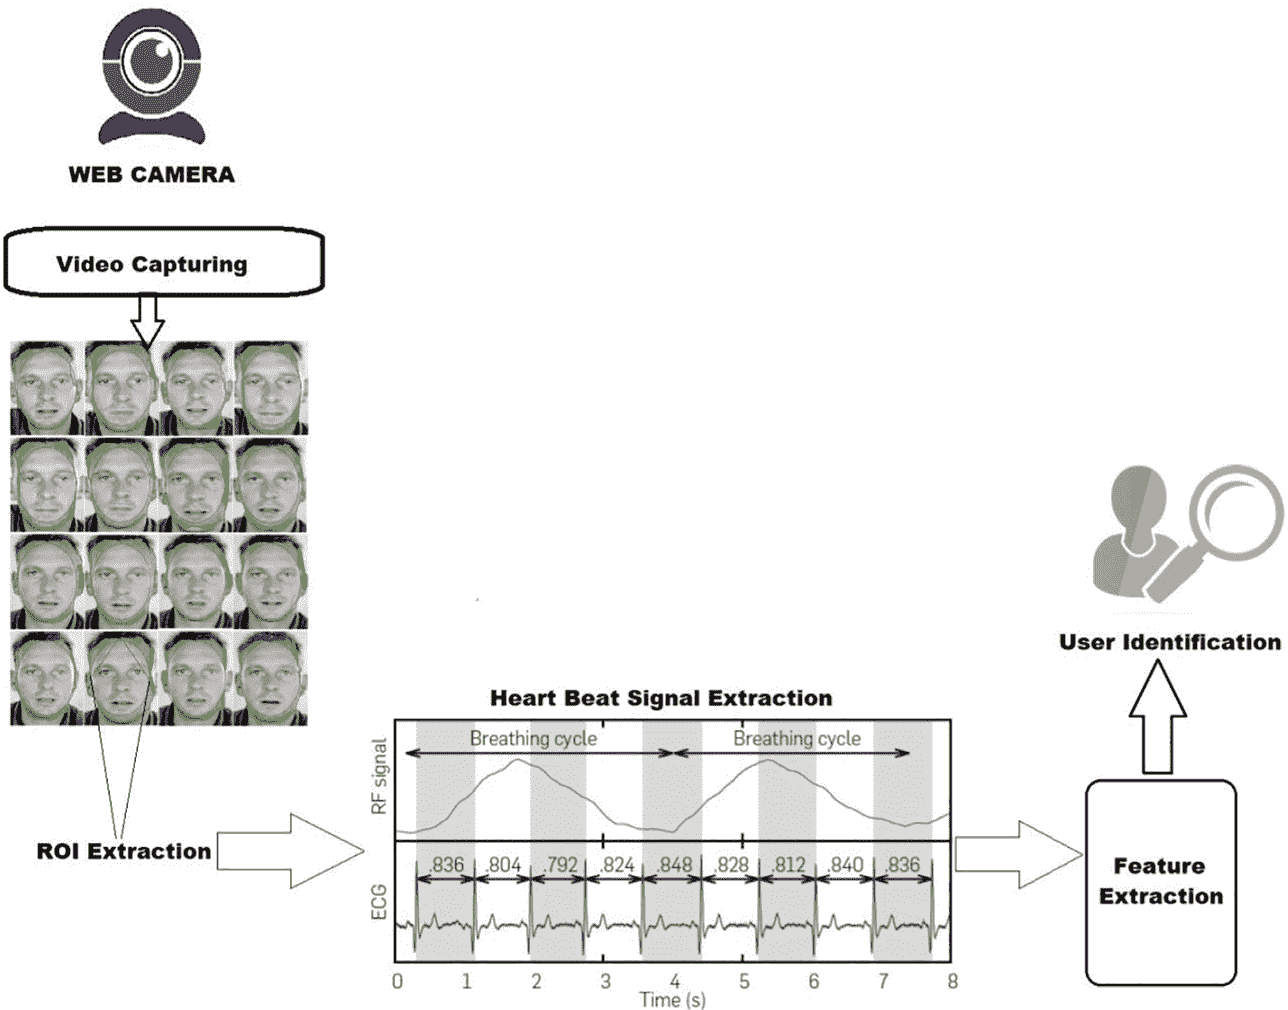 WEB CAMERA
Video Capturing
ROI Extraction
Heart Beat Signal Extraction
RF signal
Breathing cycle Breathing cycle
ECG
.836 .804 .792 .824 .848 .828 .812 .840 .836
0 1 2 3 4 5 6 7 8
Time (s)
Feature
Extraction
User Identification